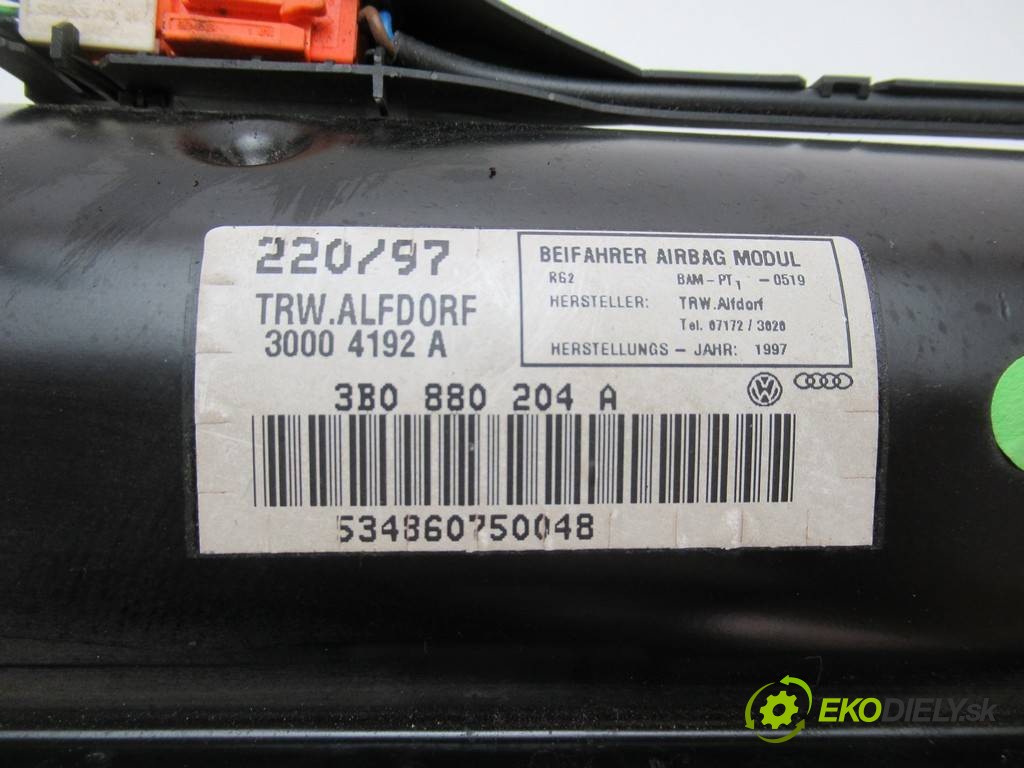 220/97
TRW.ALFDORF
3000 4192 A
BEIFAHRER AIRBAG MODUL
RG2 BAM-PT1 -0519
HERSTELLER: TRW.Alfdorf
Tel. 07172 / 3020
HERSTELLUNGS - JAHR: 1997
3B0 880 204 A
534860750048
EKODIELY.sk